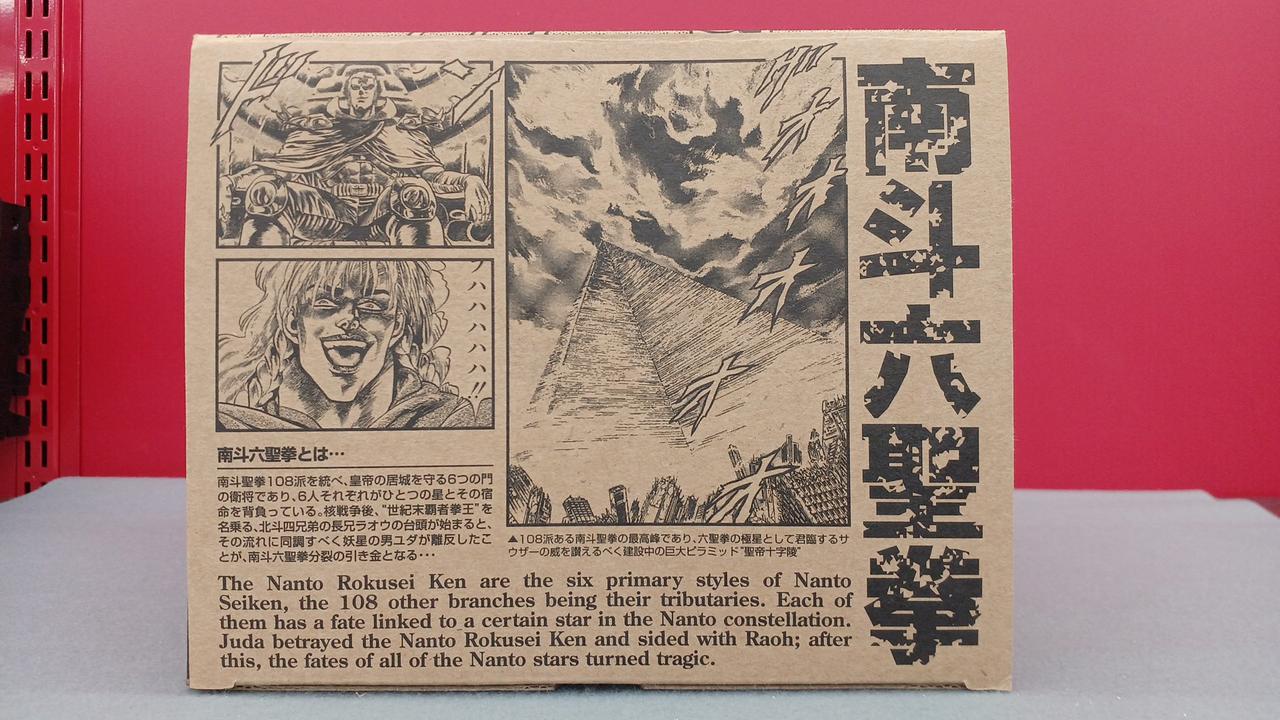 南斗六聖拳
ドーン
ゴゴ
オ
オ
オ
オ
オ
ハハハハハハ!!
南斗六聖拳とは…
南斗聖拳108派を統べ、皇帝の居城を守る6つの門
の衛将であり、6人それぞれがひとつの星とその宿
命を背負っている。核戦争後、“世紀末覇者拳王”を
名乗る、北斗四兄弟の長兄ラオウの台頭が始まると、
その流れに同調すべく妖星の男ユダが離反したこ
とが、南斗六聖拳分裂の引き金となる・・・
▲108派ある南斗聖拳の最高峰であり、六聖拳の極星として君臨するサ
ウザーの威を讃えるべく建設中の巨大ピラミッド“聖帝十字陵”
The Nanto Rokusei Ken are the six primary styles of Nanto
Seiken, the 108 other branches being their tributaries. Each of
them has a fate linked to a certain star in the Nanto constellation.
Juda betrayed the Nanto Rokusei Ken and sided with Raoh; after
this, the fates of all of the Nanto stars turned tragic.